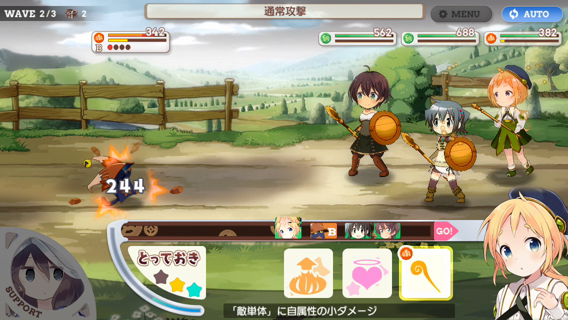 WAVE 2/3 2
通常攻撃
MENU
AUTO
342
B
562
688
382
244
B
GO!
とっておき
SUPPORT
「敵単体」に自属性の小ダメージ